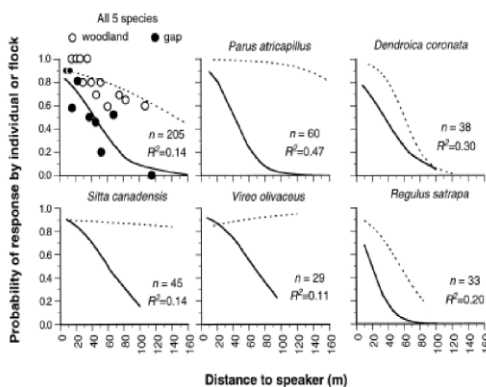 All 5 species
woodland
gap
Parus atricapillus
Dendroica coronata
1.0
0.8
0.6
0.4
0.2
0.0
n = 205
R²=0.14
n = 60
R²=0.47
n = 38
R²=0.30
Sitta canadensis
Vireo olivaceus
Regulus satrapa
1.0
0.8
0.6
0.4
0.2
0.0
n = 45
R²=0.14
n = 29
R²=0.11
n = 33
R²=0.20
0 20 40 60 80 100 120 140 160
0 20 40 60 80 100 120 140 160
0 20 40 60 80 100 120 140 160
Probability of response by individual or flock
Distance to speaker (m)